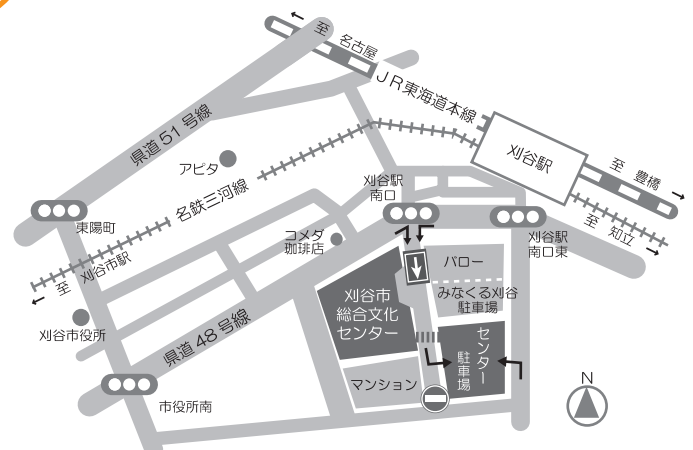 至 名古屋
JR東海道本線
県道51号線
刈谷駅
至 豊橋
アピタ
名鉄三河線
刈谷駅
南口
至 知立
東陽町
コメダ
珈琲店
刈谷駅
南口東
至 刈谷市駅
バロー
みなくる刈谷
駐車場
刈谷市
総合文化
センター
刈谷市役所
県道48号線
センター
駐車場
マンション
市役所南
N